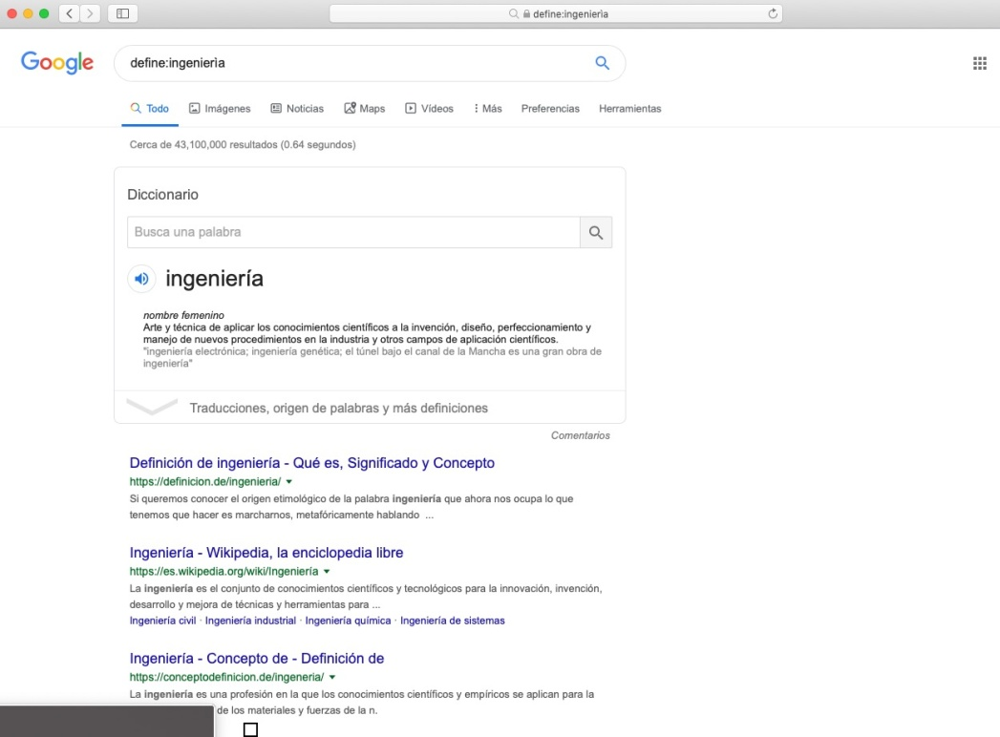 define:ingenierìa
Google
define:ingenierìa
Todo Imágenes Noticias Maps Vídeos Más Preferencias Herramientas
Cerca de 43,100,000 resultados (0.64 segundos)
Diccionario
Busca una palabra
ingeniería
nombre femenino
Arte y técnica de aplicar los conocimientos científicos a la invención, diseño, perfeccionamiento y
manejo de nuevos procedimientos en la industria y otros campos de aplicación científicos.
"ingeniería electrónica; ingeniería genética; el túnel bajo el canal de la Mancha es una gran obra de
ingeniería"
Traducciones, origen de palabras y más definiciones
Comentarios
Definición de ingeniería - Qué es, Significado y Concepto
https://definicion.de/ingenieria/
Si queremos conocer el origen etimológico de la palabra ingeniería que ahora nos ocupa lo que
tenemos que hacer es marcharnos, metafóricamente hablando ...
Ingeniería - Wikipedia, la enciclopedia libre
https://es.wikipedia.org/wiki/Ingeniería
La ingeniería es el conjunto de conocimientos científicos y tecnológicos para la innovación, invención,
desarrollo y mejora de técnicas y herramientas para ...
Ingeniería civil · Ingeniería industrial · Ingeniería química · Ingeniería de sistemas
Ingeniería - Concepto de - Definición de
https://conceptodefinicion.de/ingeneria/
La ingeniería es una profesión en la que los conocimientos científicos y empíricos se aplican para la
de los materiales y fuerzas de la n.